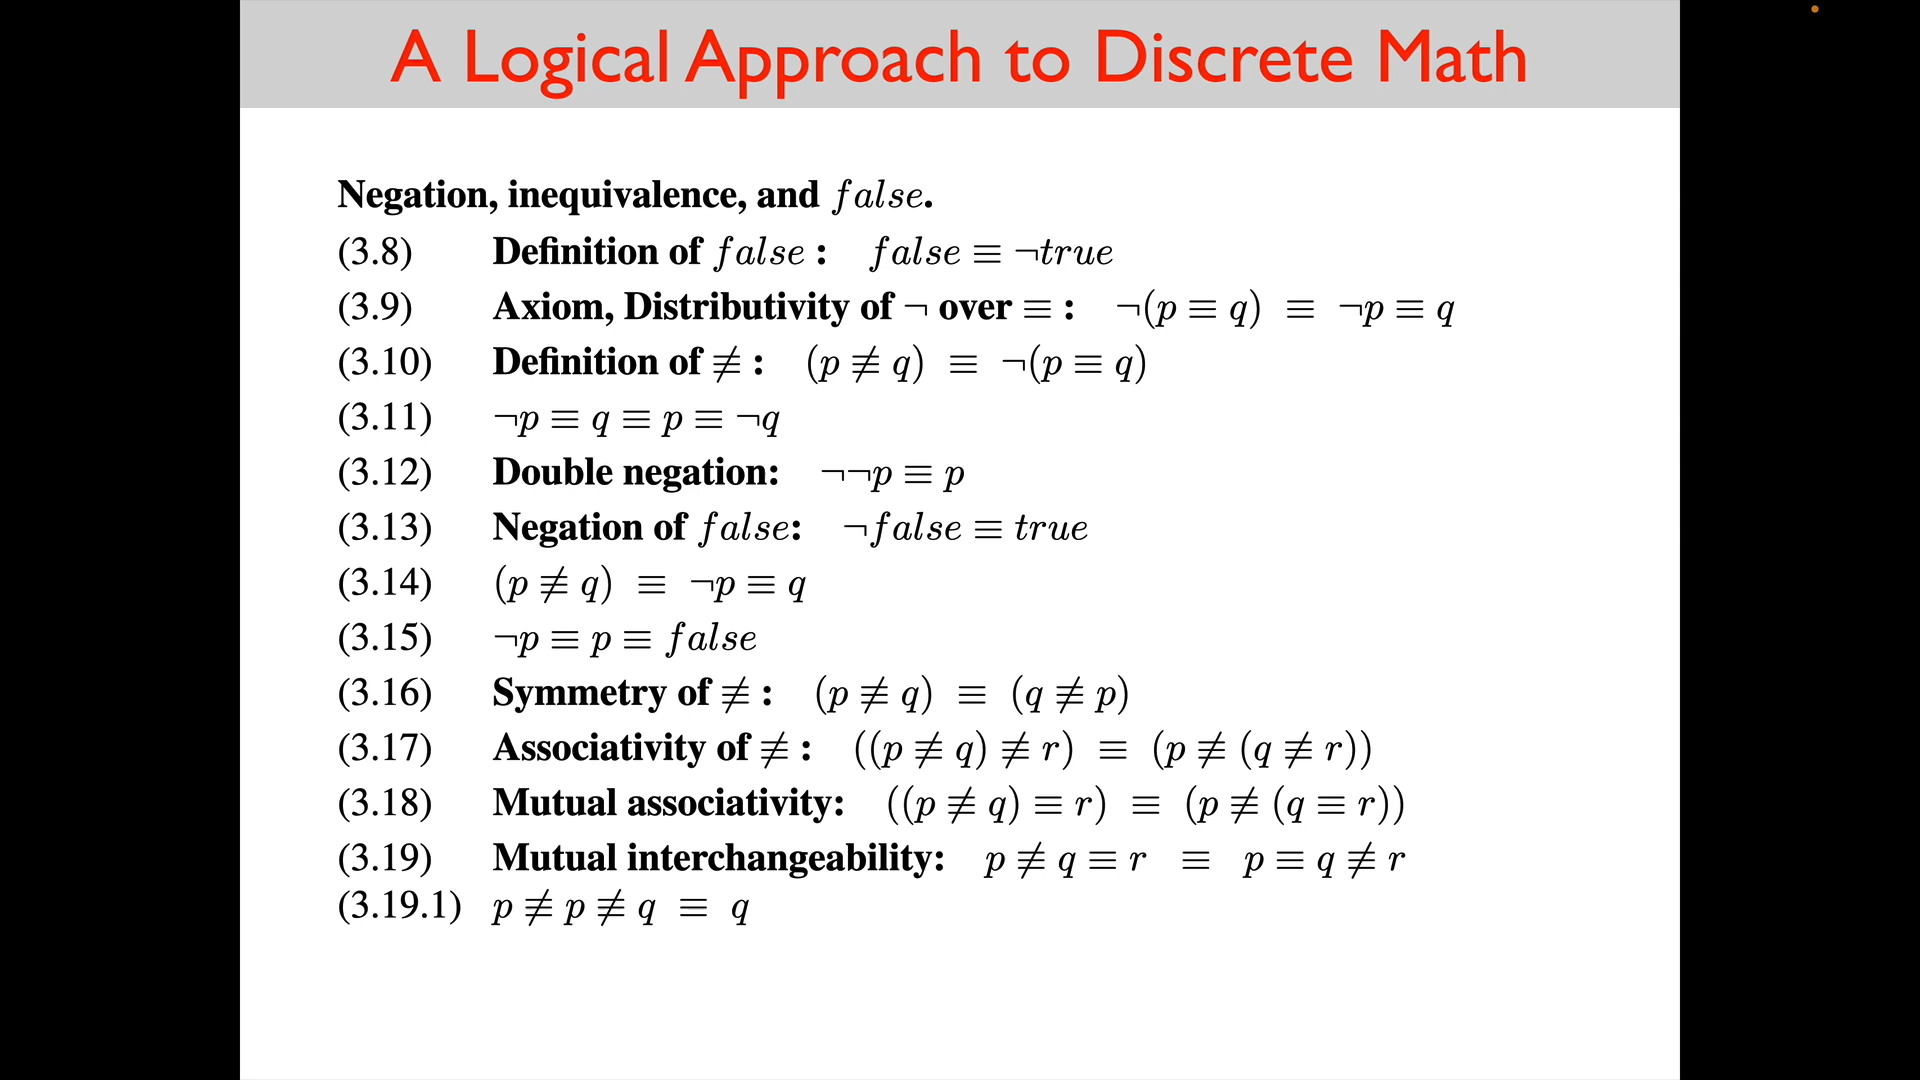 A Logical Approach to Discrete Math
Negation, inequivalence, and false.
(3.8) Definition of false : false ≡ ¬true
(3.9) Axiom, Distributivity of ¬ over ≡ : ¬(p ≡ q) ≡ ¬p ≡ q
(3.10) Definition of ≢ : (p ≢ q) ≡ ¬(p ≡ q)
(3.11) ¬p ≡ q ≡ p ≡ ¬q
(3.12) Double negation: ¬¬p ≡ p
(3.13) Negation of false: ¬false ≡ true
(3.14) (p ≢ q) ≡ ¬p ≡ q
(3.15) ¬p ≡ p ≡ false
(3.16) Symmetry of ≢ : (p ≢ q) ≡ (q ≢ p)
(3.17) Associativity of ≢ : ((p ≢ q) ≢ r) ≡ (p ≢ (q ≢ r))
(3.18) Mutual associativity: ((p ≢ q) ≡ r) ≡ (p ≢ (q ≡ r))
(3.19) Mutual interchangeability: p ≢ q ≡ r ≡ p ≡ q ≢ r
(3.19.1) p ≢ p ≢ q ≡ q